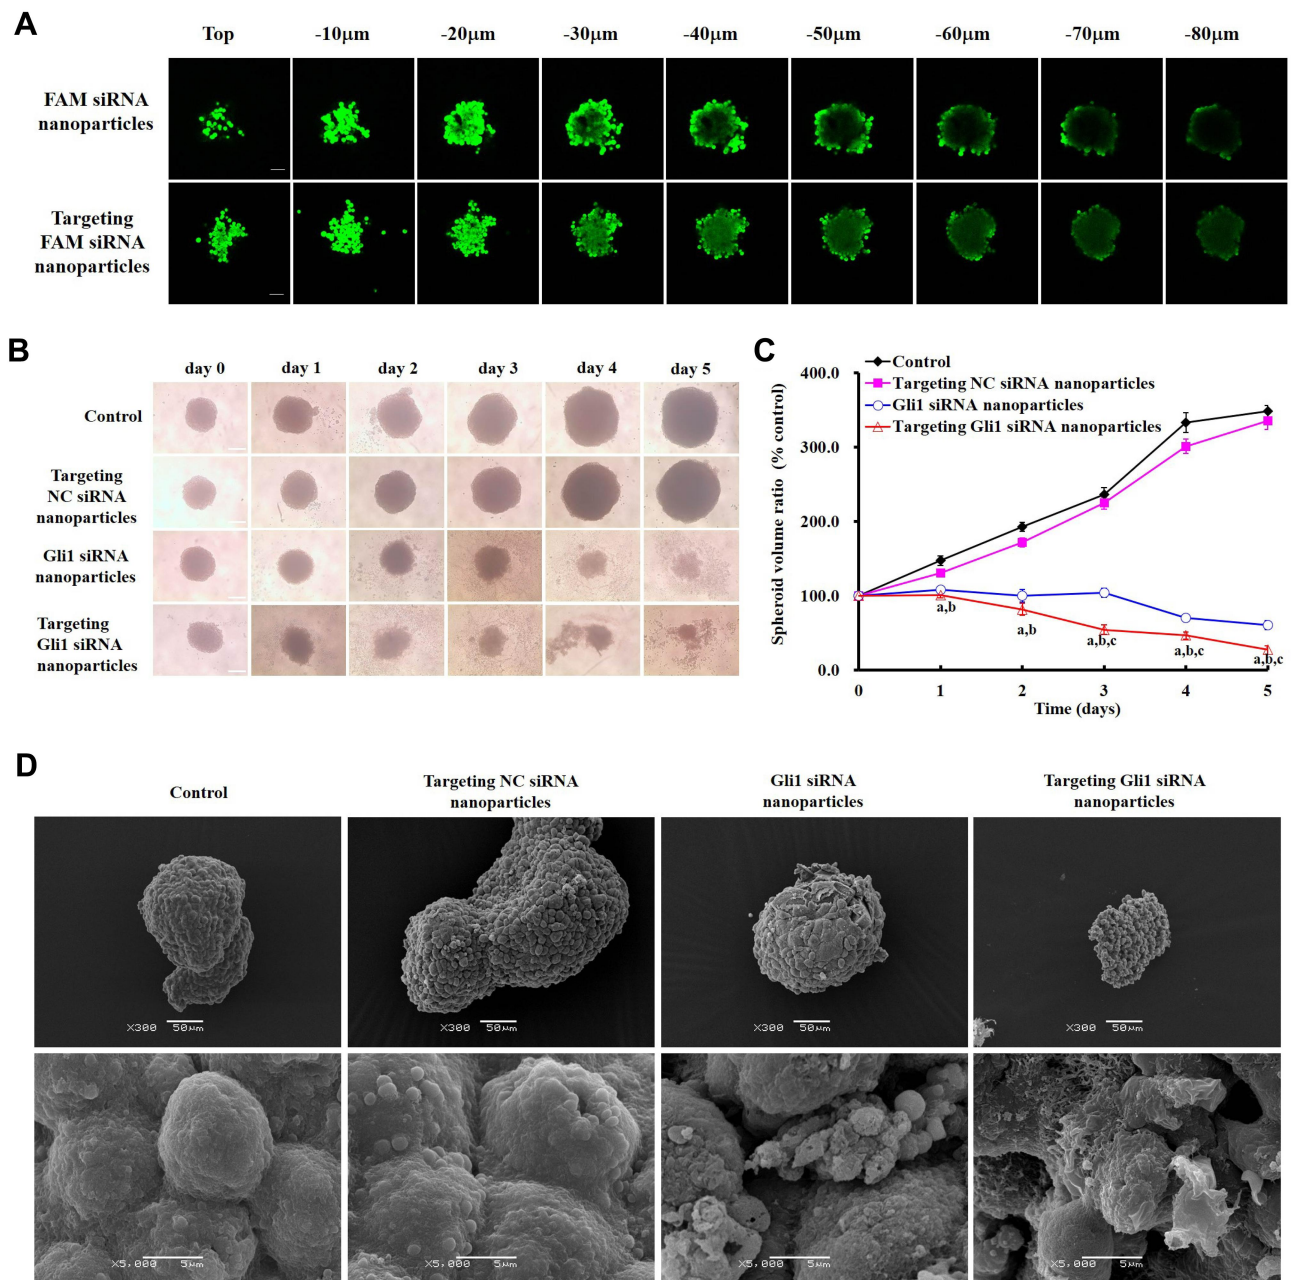 A
Top -10μm -20μm -30μm -40μm -50μm -60μm -70μm -80μm
FAM siRNA
nanoparticles
Targeting
FAM siRNA
nanoparticles
B
day 0 day 1 day 2 day 3 day 4 day 5
Control
Targeting
NC siRNA
nanoparticles
Gli1 siRNA
nanoparticles
Targeting
Gli1 siRNA
nanoparticles
C
Control
Targeting NC siRNA nanoparticles
Gli1 siRNA nanoparticles
Targeting Gli1 siRNA nanoparticles
Spheroid volume ratio (% control)
400.0
300.0
200.0
100.0
0.0
a,b
a,b
a,b,c
a,b,c
a,b,c
0 1 2 3 4 5
Time (days)
D
Control
Targeting NC siRNA
nanoparticles
Gli1 siRNA
nanoparticles
Targeting Gli1 siRNA
nanoparticles
X300 50μm
X300 50μm
X300 50μm
X300 50μm
X5,000 5μm
X5,000 5μm
X5,000 5μm
X5,000 5μm